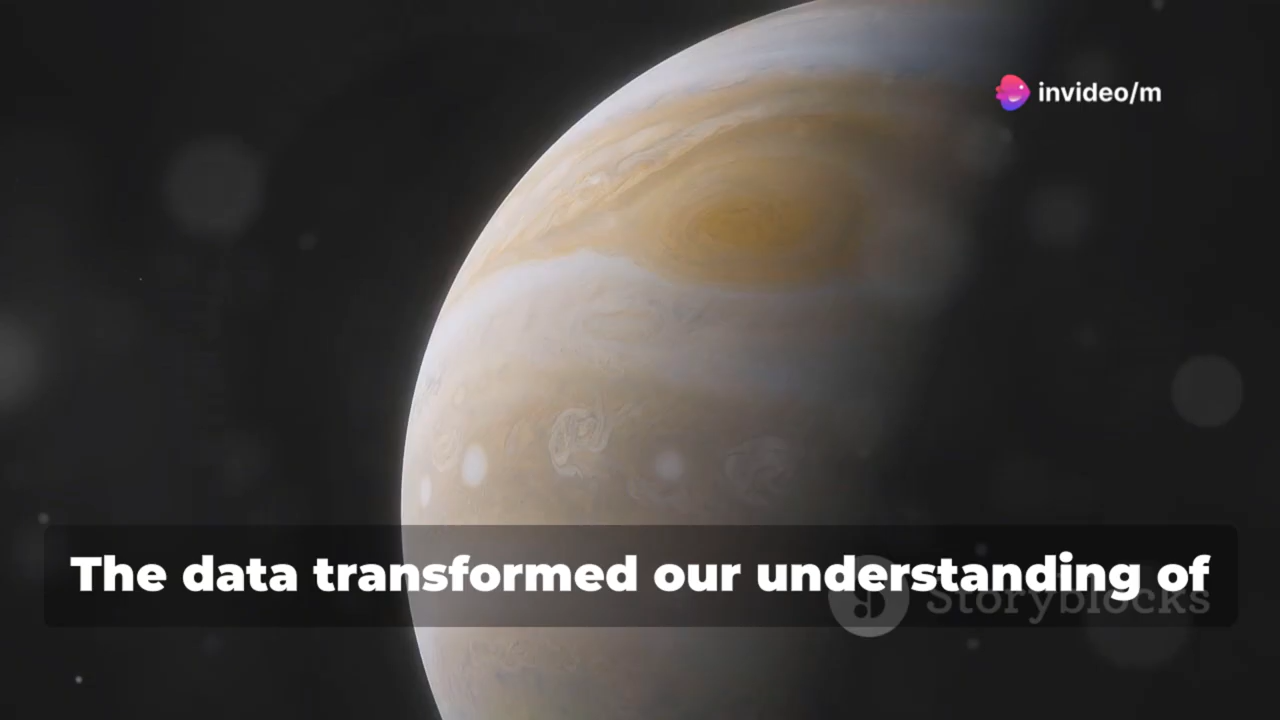 invideo/m
The data transformed our understanding of
Storyblocks